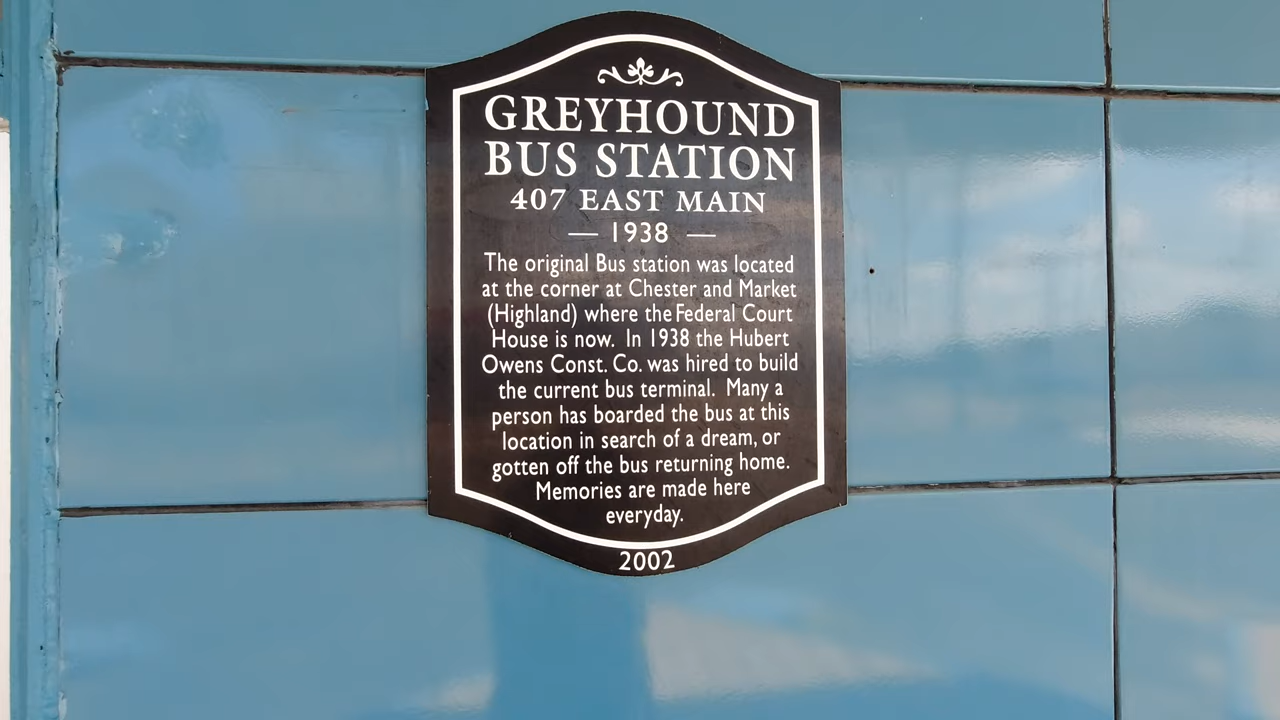 GREYHOUND
BUS STATION
407 EAST MAIN
— 1938 —
The original Bus station was located
at the corner at Chester and Market
(Highland) where the Federal Court
House is now. In 1938 the Hubert
Owens Const. Co. was hired to build
the current bus terminal. Many a
person has boarded the bus at this
location in search of a dream, or
gotten off the bus returning home.
Memories are made here
everyday.
2002